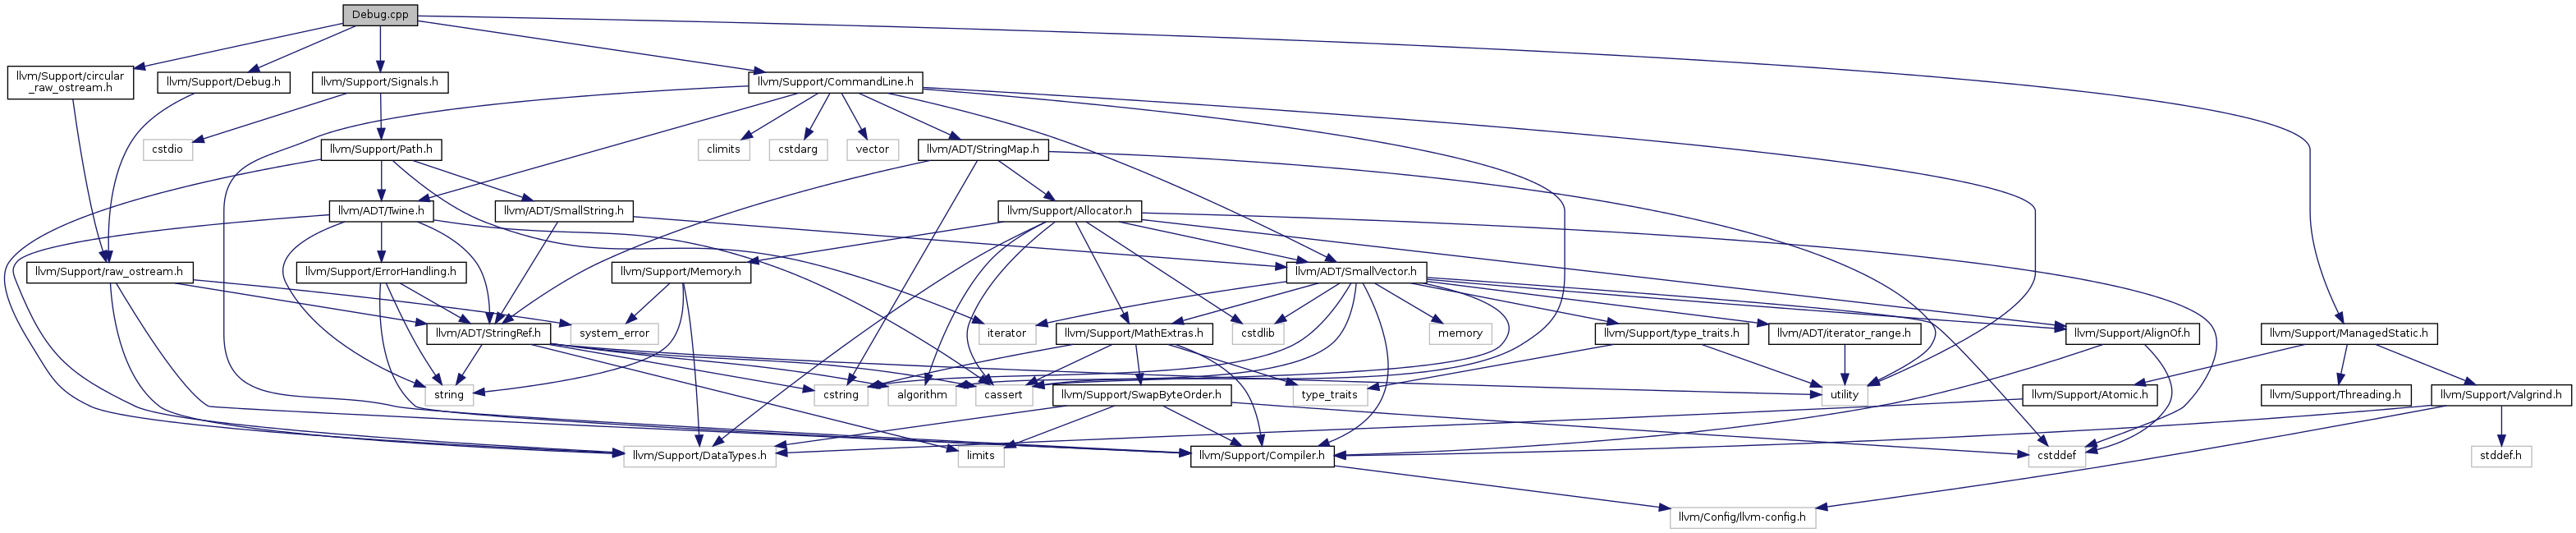 Debug.cpp
llvm/Support/circular
_raw_ostream.h
llvm/Support/Debug.h
llvm/Support/Signals.h
llvm/Support/CommandLine.h
cstdio
llvm/Support/Path.h
climits
cstdarg
vector
llvm/ADT/StringMap.h
llvm/ADT/Twine.h
llvm/ADT/SmallString.h
llvm/Support/Allocator.h
llvm/Support/raw_ostream.h
llvm/Support/ErrorHandling.h
llvm/Support/Memory.h
llvm/ADT/SmallVector.h
llvm/ADT/StringRef.h
system_error
iterator
llvm/Support/MathExtras.h
cstdlib
memory
llvm/Support/type_traits.h
llvm/ADT/iterator_range.h
llvm/Support/AlignOf.h
llvm/Support/ManagedStatic.h
string
cstring
algorithm
cassert
llvm/Support/SwapByteOrder.h
type_traits
utility
llvm/Support/Atomic.h
llvm/Support/Threading.h
llvm/Support/Valgrind.h
llvm/Support/DataTypes.h
limits
llvm/Support/Compiler.h
cstddef
stddef.h
llvm/Config/llvm-config.h